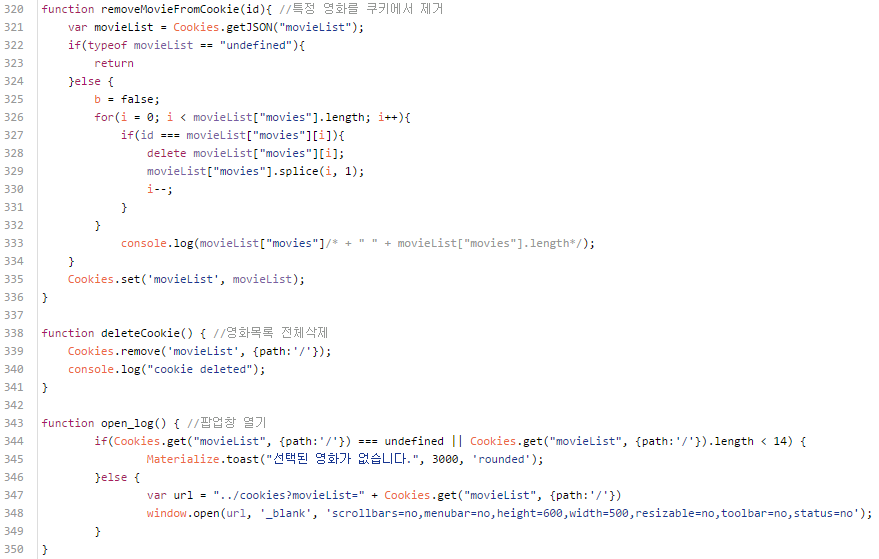 320 function removeMovieFromCookie(id){ //특정 영화를 쿠키에서 제거
321     var movieList = Cookies.getJSON("movieList");
322     if(typeof movieList == "undefined"){
323         return
324     }else {
325         b = false;
326         for(i = 0; i < movieList["movies"].length; i++){
327             if(id === movieList["movies"][i]){
328                 delete movieList["movies"][i];
329                 movieList["movies"].splice(i, 1);
330                 i--;
331             }
332         }
333             console.log(movieList["movies"]/* + " " + movieList["movies"].length*/);
334     }
335     Cookies.set('movieList', movieList);
336 }
337
338 function deleteCookie() { //영화목록 전체삭제
339     Cookies.remove('movieList', {path:'/'});
340     console.log("cookie deleted");
341 }
342
343 function open_log() { //팝업창 열기
344         if(Cookies.get("movieList", {path:'/'}) === undefined || Cookies.get("movieList", {path:'/'}).length < 14) {
345                 Materialize.toast("선택된 영화가 없습니다.", 3000, 'rounded');
346         }else {
347                 var url = "../cookies?movieList=" + Cookies.get("movieList", {path:'/'})
348                 window.open(url, '_blank', 'scrollbars=no,menubar=no,height=600,width=500,resizable=no,toolbar=no,status=no');
349         }
350 }